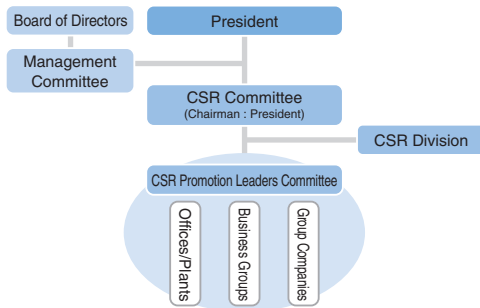 Board of Directors
President
Management
Committee
CSR Committee
(Chairman : President)
CSR Division
CSR Promotion Leaders Committee
Offices/Plants
Business Groups
Group Companies